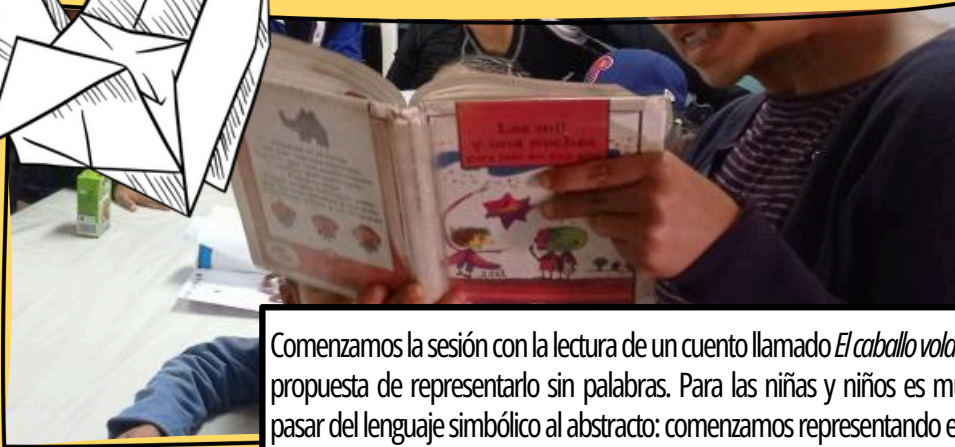 Las mil
y una noches
Comenzamos la sesión con la lectura de un cuento llamado El caballo vola
propuesta de representarlo sin palabras. Para las niñas y niños es mu
pasar del lenguaje simbólico al abstracto: comenzamos representando e